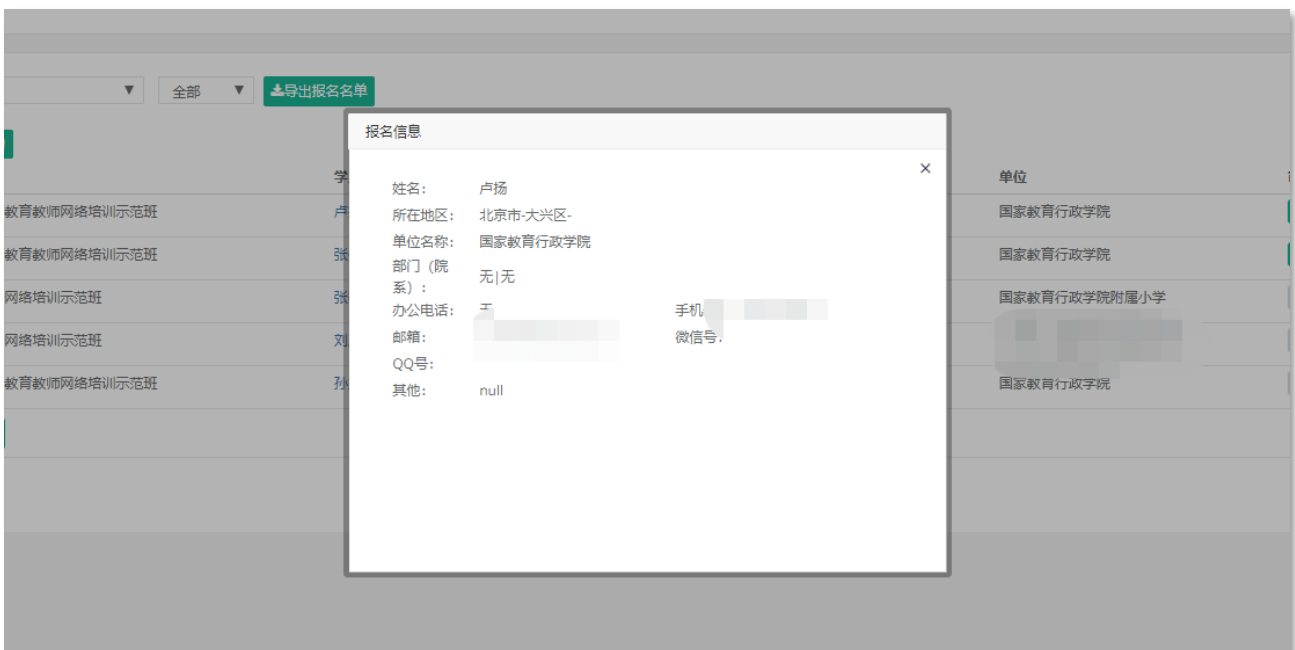 全部
导出报名名单
报名信息
学
单位
姓名: 卢扬
教育教师网络培训示范班
卢
所在地区: 北京市-大兴区-
国家教育行政学院
单位名称: 国家教育行政学院
教育教师网络培训示范班
张
部门（院
系）: 无|无
国家教育行政学院
网络培训示范班
张
国家教育行政学院附属小学
办公电话:
手机
网络培训示范班
刘
邮箱:
微信号:
QQ号:
教育教师网络培训示范班
孙
其他: null
国家教育行政学院